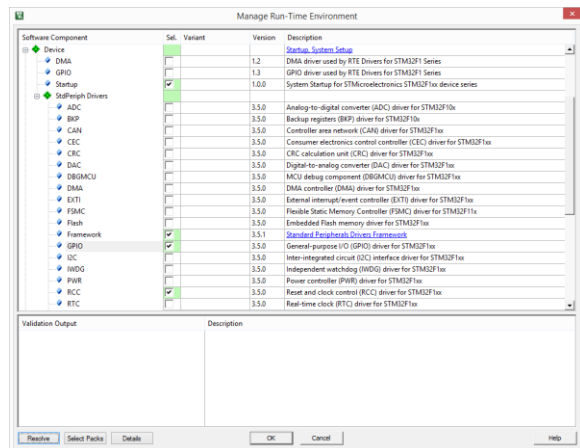 Manage Run-Time Environment
Software Component Sel. Variant Version Description
Device Startup, System Setup
DMA 1.2 DMA driver used by RTE Drivers for STM32F1 Series
GPIO 1.3 GPIO driver used by RTE Drivers for STM32F1 Series
Startup 1.0.0 System Startup for STMicroelectronics STM32F1xx device series
StdPeriph Drivers
ADC 3.5.0 Analog-to-digital converter (ADC) driver for STM32F10x
BKP 3.5.0 Backup registers (BKP) driver for STM32F10x
CAN 3.5.0 Controller area network (CAN) driver for STM32F1xx
CEC 3.5.0 Consumer electronics control controller (CEC) driver for STM32F1xx
CRC 3.5.0 CRC calculation unit (CRC) driver for STM32F1xx
DAC 3.5.0 Digital-to-analog converter (DAC) driver for STM32F1xx
DBGMCU 3.5.0 MCU debug component (DBGMCU) driver for STM32F1xx
DMA 3.5.0 DMA controller (DMA) driver for STM32F1xx
EXTI 3.5.0 External interrupt/event controller (EXTI) driver for STM32F1xx
FSMC 3.5.0 Flexible Static Memory Controller (FSMC) driver for STM32F11x
Flash 3.5.0 Embedded Flash memory driver for STM32F1xx
Framework 3.5.1 Standard Peripherals Drivers Framework
GPIO 3.5.0 General-purpose I/O (GPIO) driver for STM32F1xx
I2C 3.5.0 Inter-integrated circuit (I2C) interface driver for STM32F1xx
IWDG 3.5.0 Independent watchdog (IWDG) driver for STM32F1xx
PWR 3.5.0 Power controller (PWR) driver for STM32F1xx
RCC 3.5.0 Reset and clock control (RCC) driver for STM32F1xx
RTC 3.5.0 Real-time clock (RTC) driver for STM32F1xx
Validation Output Description
Resolve Select Packs Details OK Cancel Help